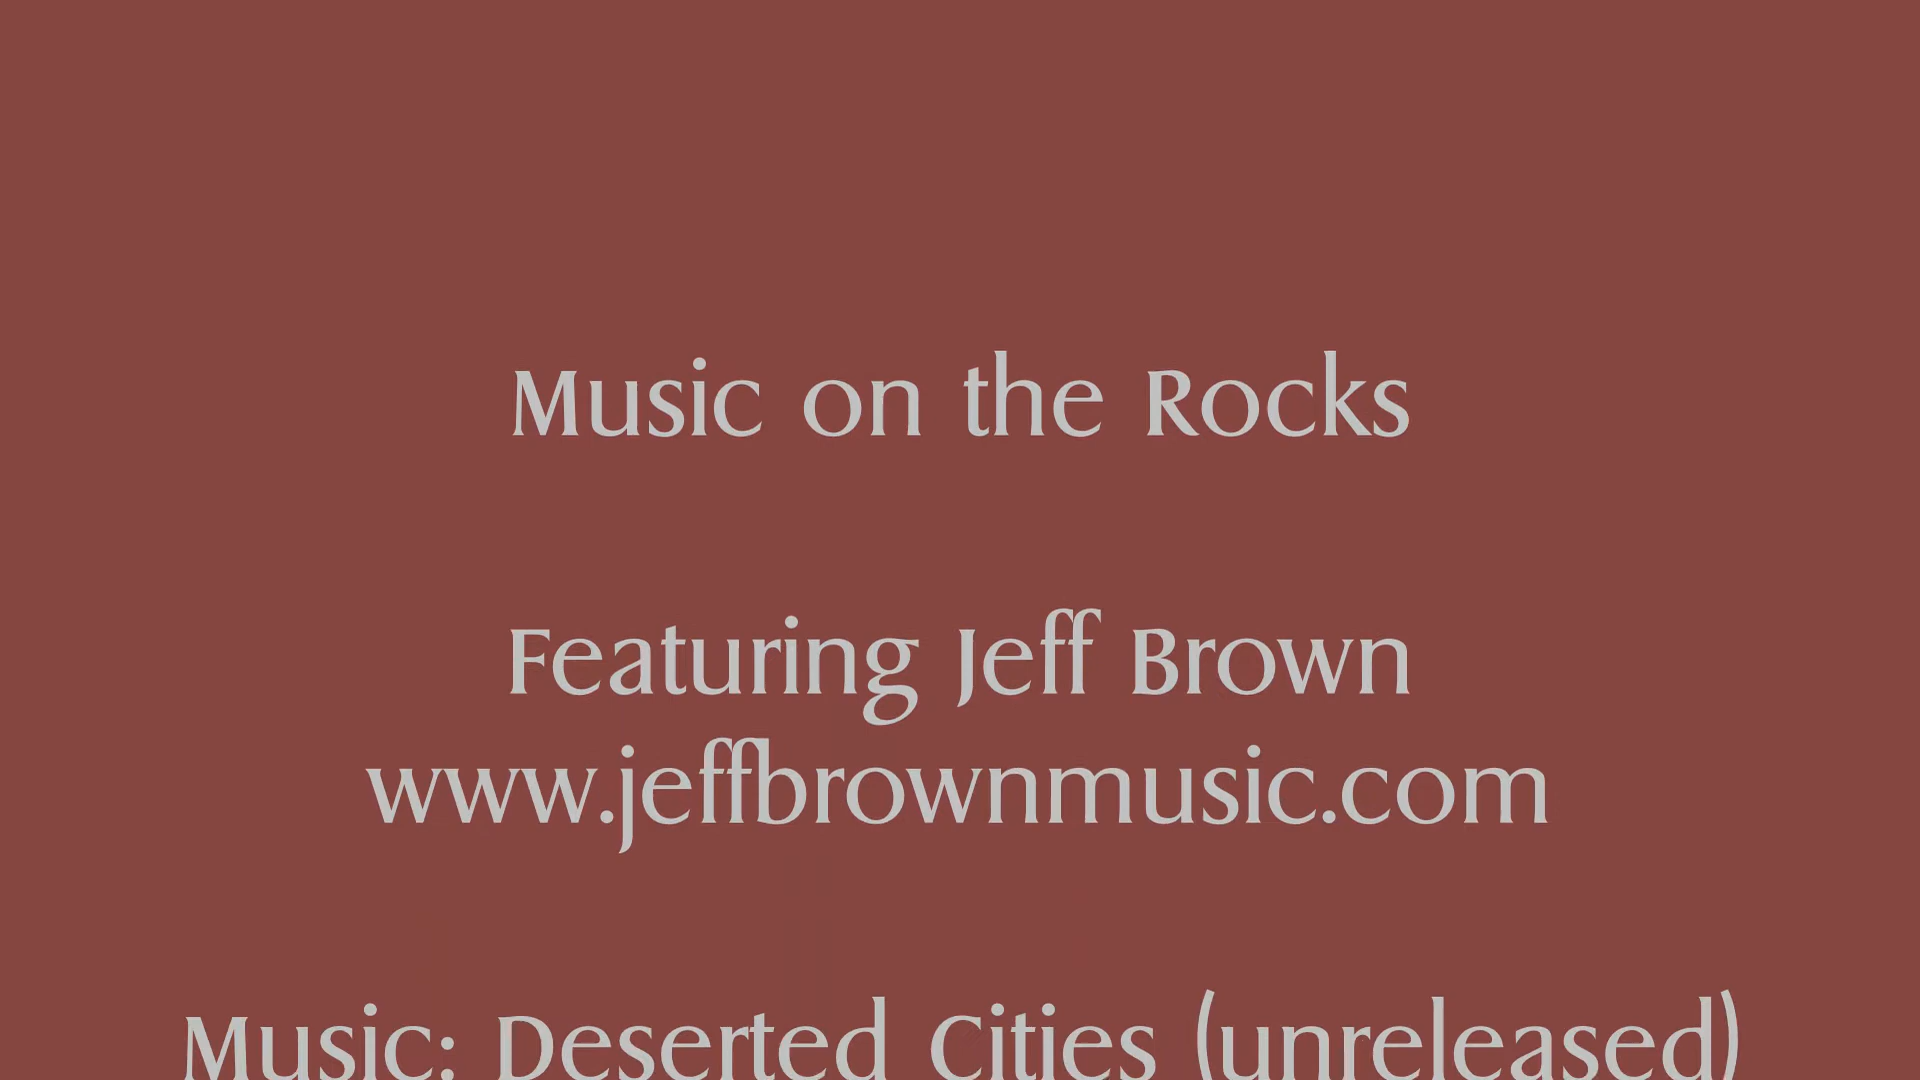 Music on the Rocks
Featuring Jeff Brown
www.jeffbrownmusic.com
Music: Deserted Cities (unreleased)